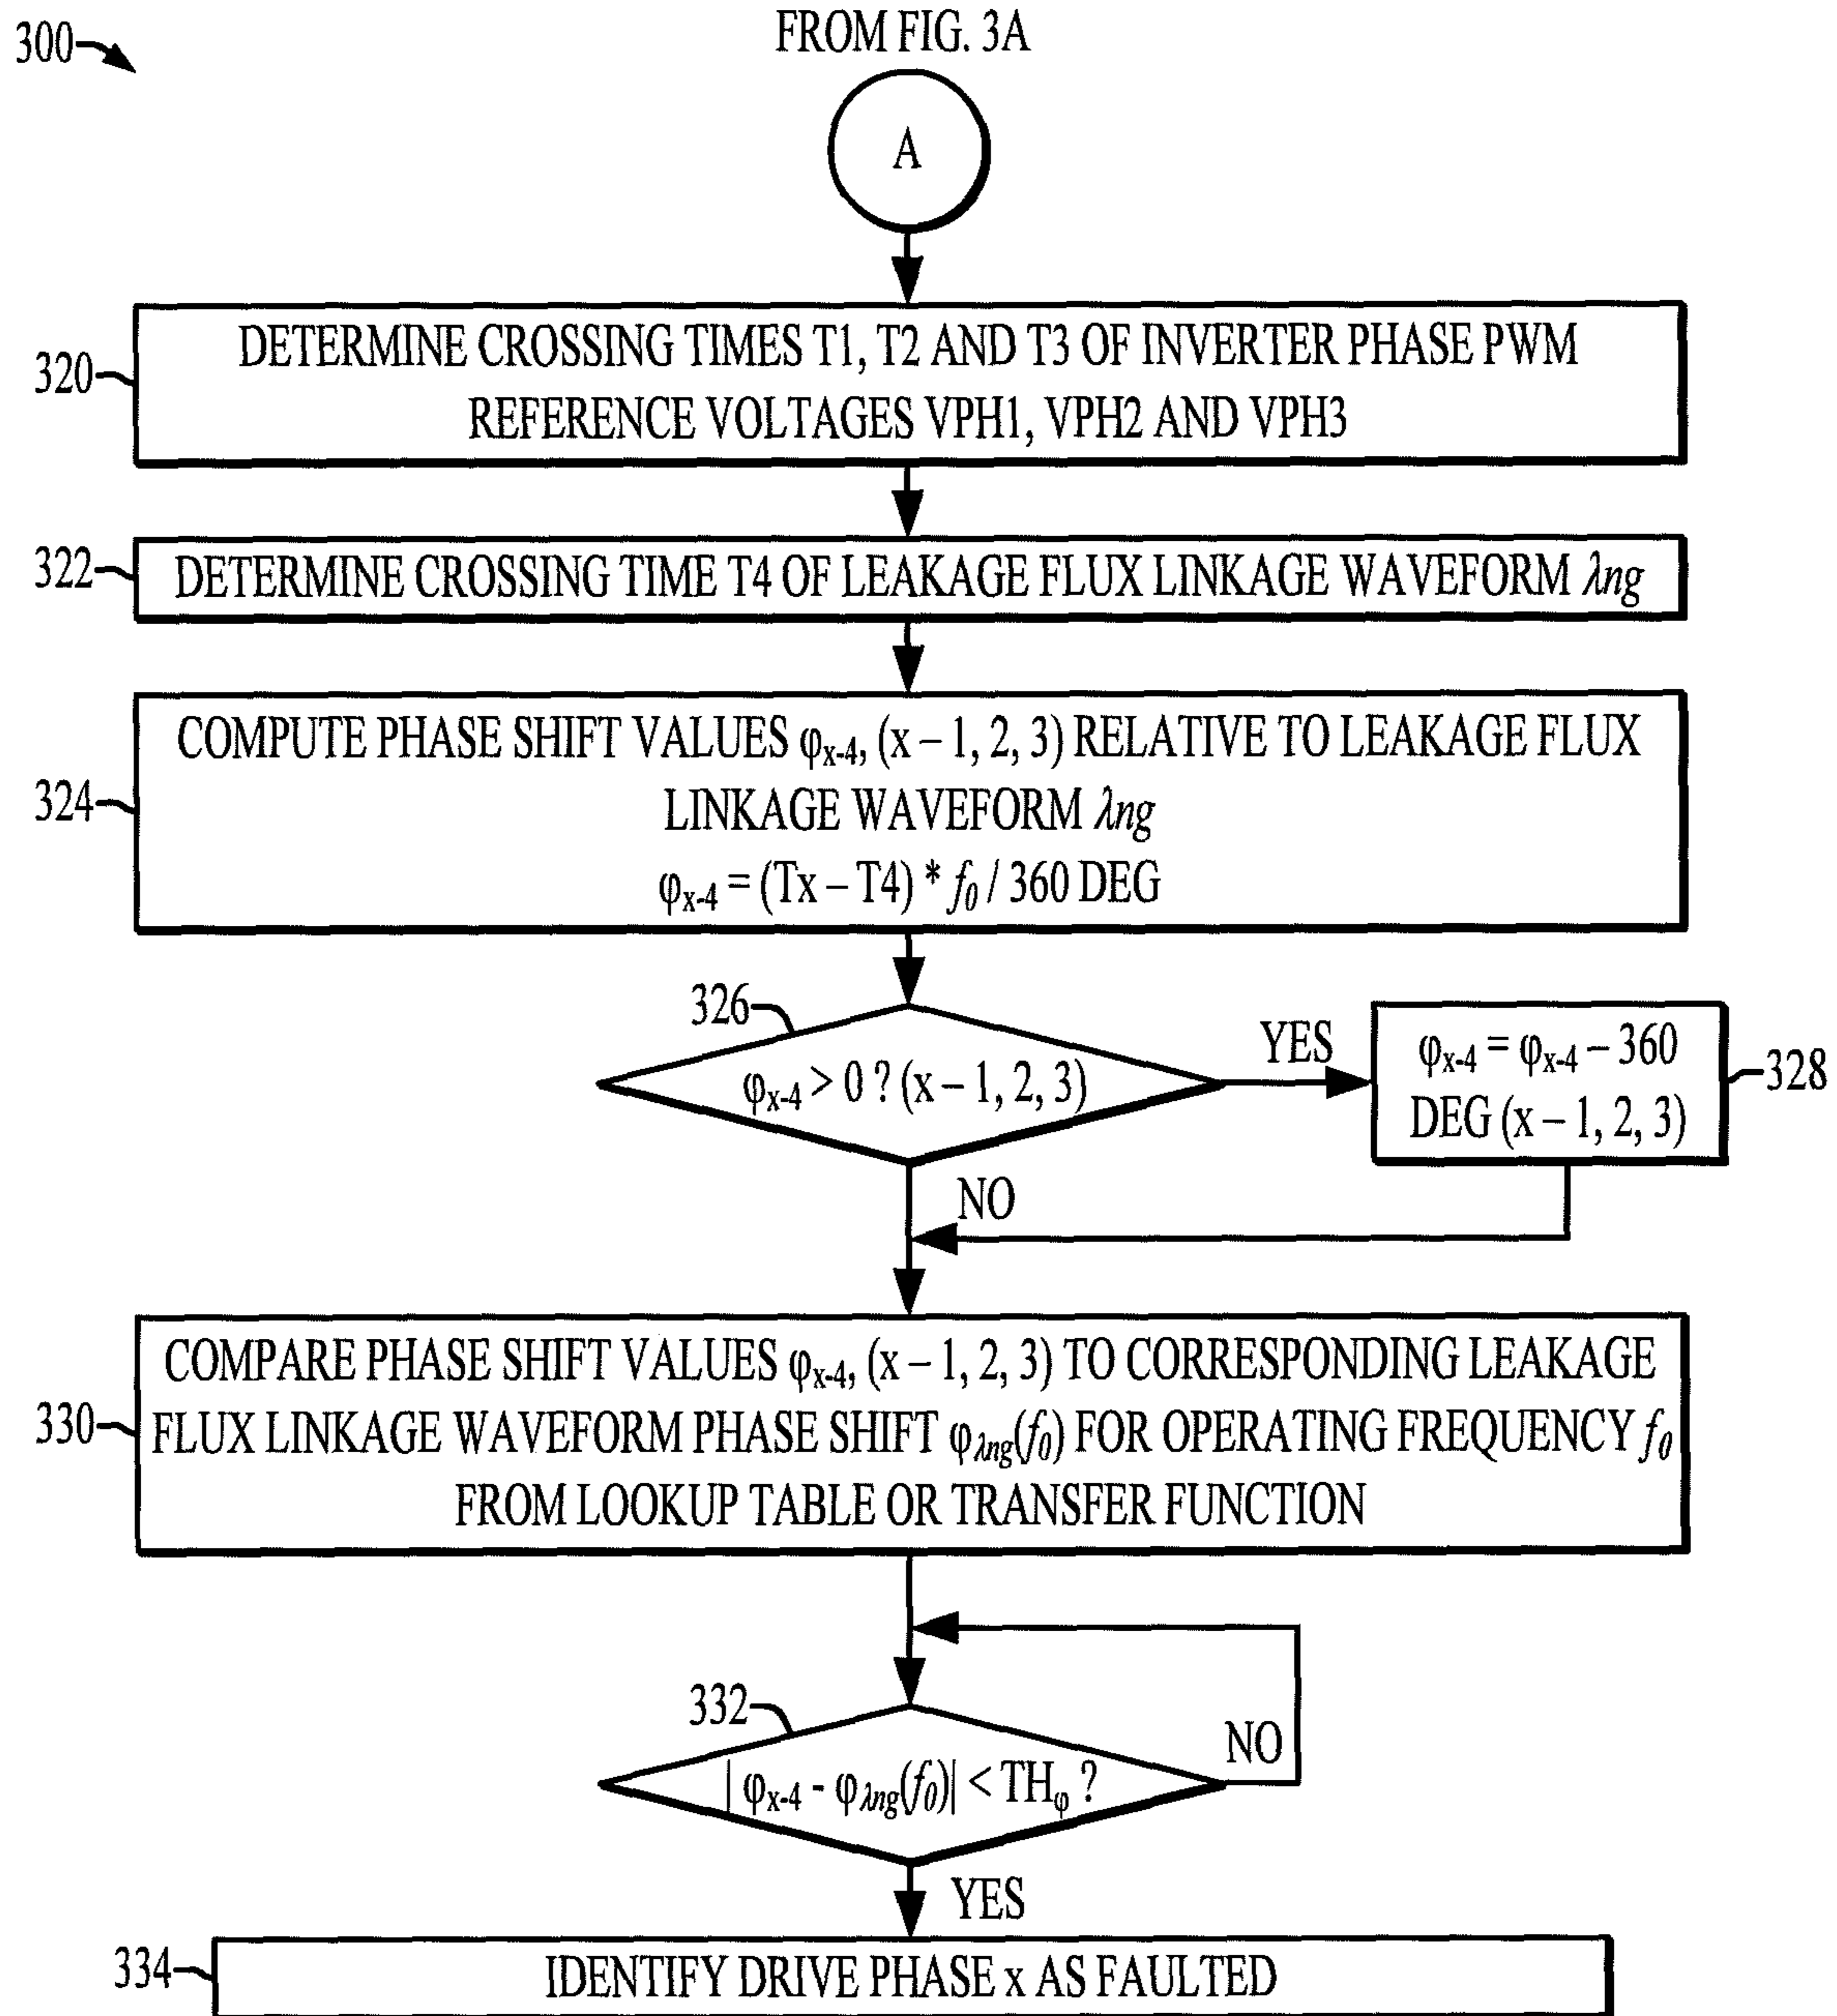 300
FROM FIG. 3A
A
320
DETERMINE CROSSING TIMES T1, T2 AND T3 OF INVERTER PHASE PWM
REFERENCE VOLTAGES VPH1, VPH2 AND VPH3
322
DETERMINE CROSSING TIME T4 OF LEAKAGE FLUX LINKAGE WAVEFORM λng
324
COMPUTE PHASE SHIFT VALUES φx-4, (x – 1, 2, 3) RELATIVE TO LEAKAGE FLUX
LINKAGE WAVEFORM λng
φx-4 = (Tx – T4) * f0 / 360 DEG
326
φx-4 > 0 ? (x – 1, 2, 3)
YES
φx-4 = φx-4 – 360
DEG (x – 1, 2, 3)
328
NO
330
COMPARE PHASE SHIFT VALUES φx-4, (x – 1, 2, 3) TO CORRESPONDING LEAKAGE
FLUX LINKAGE WAVEFORM PHASE SHIFT φλng(f0) FOR OPERATING FREQUENCY f0
FROM LOOKUP TABLE OR TRANSFER FUNCTION
332
| φx-4 - φλng(f0)| < THφ ?
NO
YES
334
IDENTIFY DRIVE PHASE x AS FAULTED